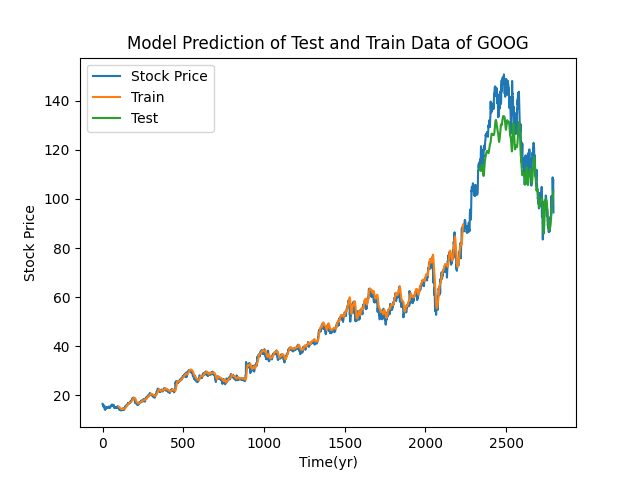 Model Prediction of Test and Train Data of GOOG
Stock Price
Train
Test
140
120
100
80
60
40
20
Stock Price
0 500 1000 1500 2000 2500
Time(yr)